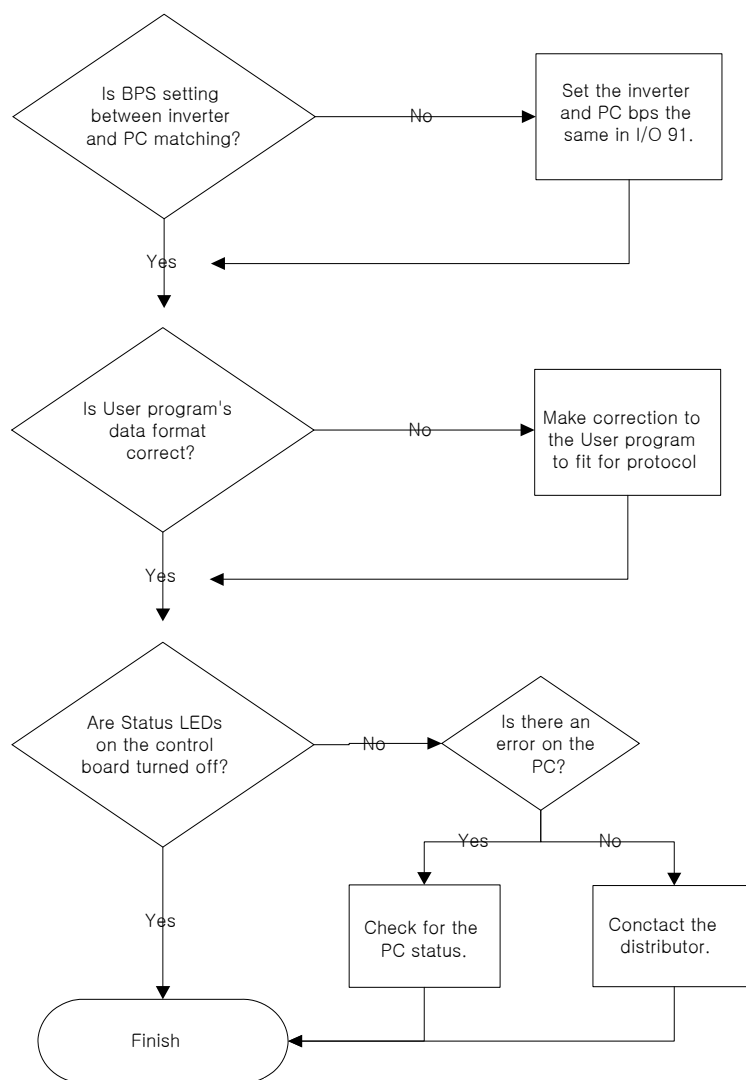 Is BPS setting
between inverter
and PC matching?
No
Set the inverter
and PC bps the
same in I/O 91.
Yes
Is User program's
data format
correct?
No
Make correction to
the User program
to fit for protocol
Yes
Are Status LEDs
on the control
board turned off?
No
Is there an
error on the
PC?
Yes
No
Yes
Check for the
PC status.
Conctact the
distributor.
Finish